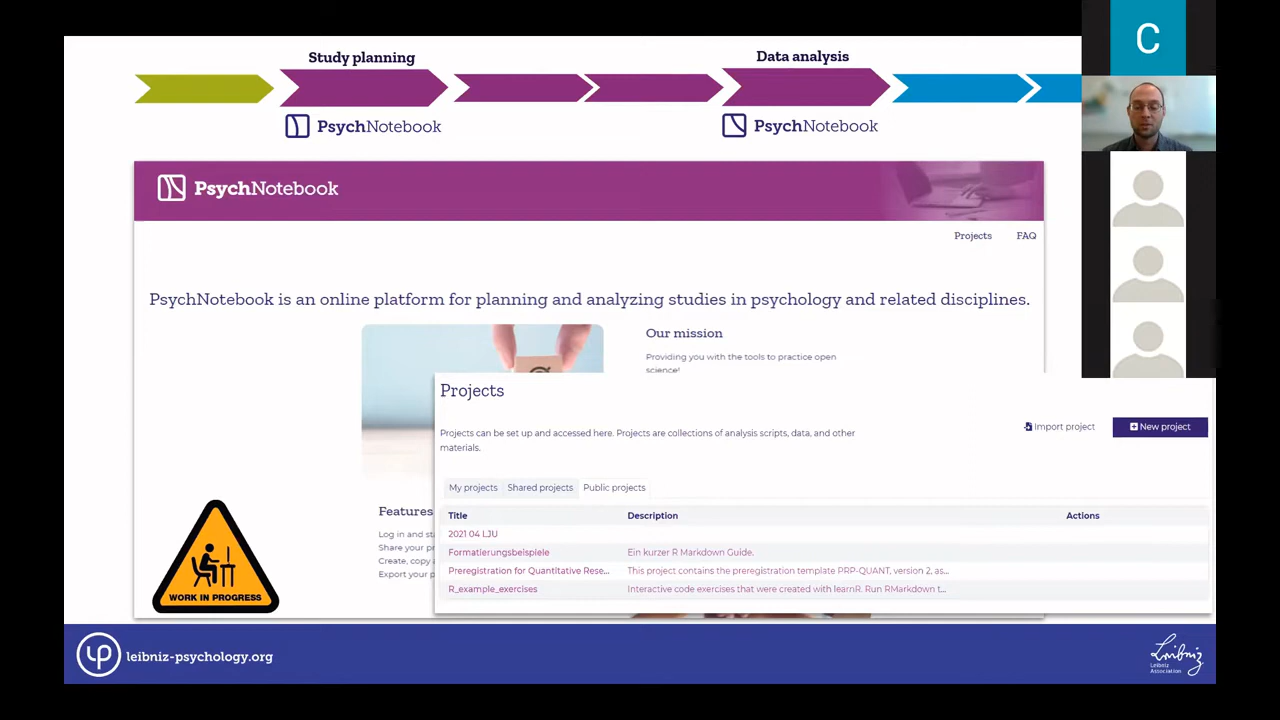 C
Study planning
Data analysis
PsychNotebook
PsychNotebook
PsychNotebook
Projects
FAQ
PsychNotebook is an online platform for planning and analyzing studies in psychology and related disciplines.
Our mission
Providing you with the tools to practice open
science!
Projects
Import project
New project
Projects can be set up and accessed here. Projects are collections of analysis scripts, data, and other
materials.
My projects
Shared projects
Public projects
Features
Log in and st
Share your pr
Create, copy a
Export your p
Title
Description
Actions
2021 04 LJU
Formatierungsbeispiele
Ein kurzer R Markdown Guide.
Preregistration for Quantitative Rese...
This project contains the preregistration template PRP-QUANT, version 2, as...
R_example_exercises
Interactive code exercises that were created with learnR. Run RMarkdown t...
WORK IN PROGRESS
leibniz-psychology.org
Leibniz
Leibniz
Association